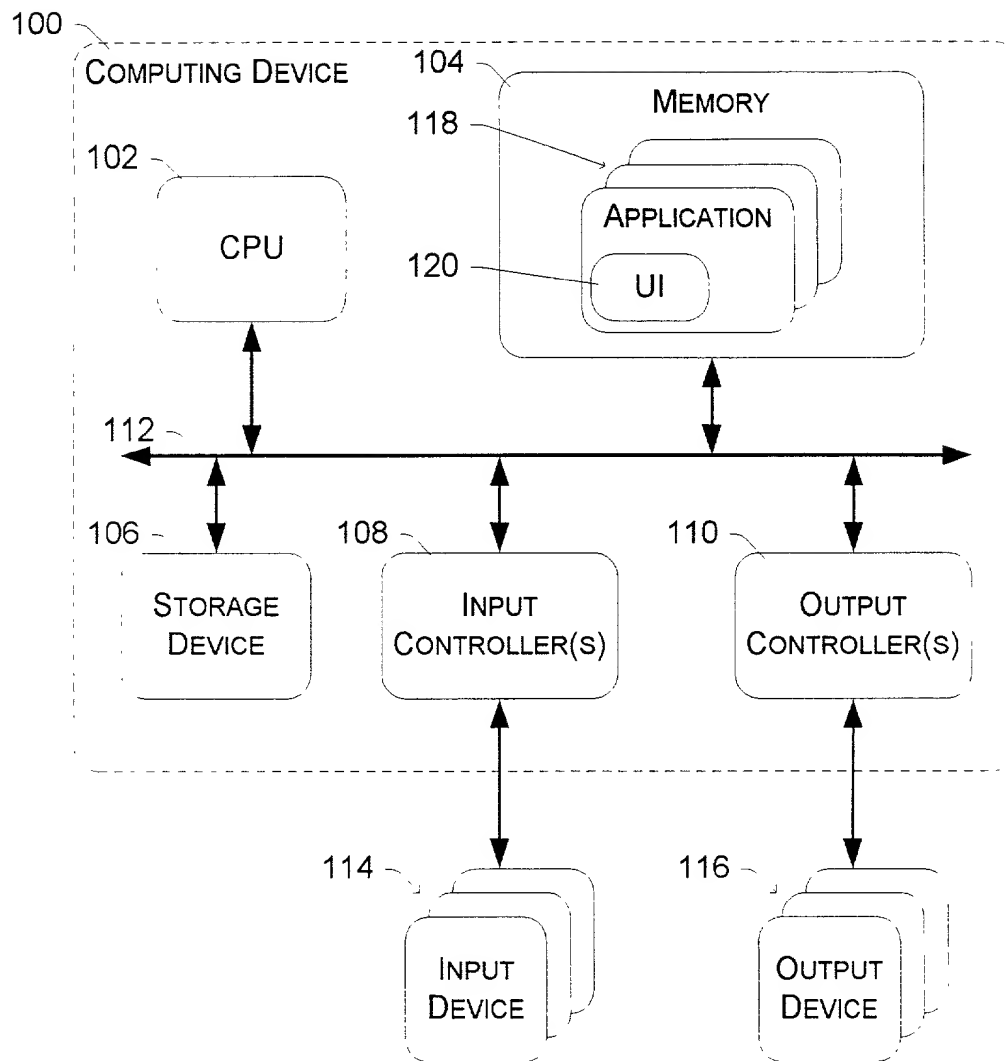 100
COMPUTING DEVICE
104
MEMORY
118
102
APPLICATION
CPU
120
UI
112
106
108
110
STORAGE
DEVICE
INPUT
CONTROLLER(S)
OUTPUT
CONTROLLER(S)
114
116
INPUT
DEVICE
OUTPUT
DEVICE